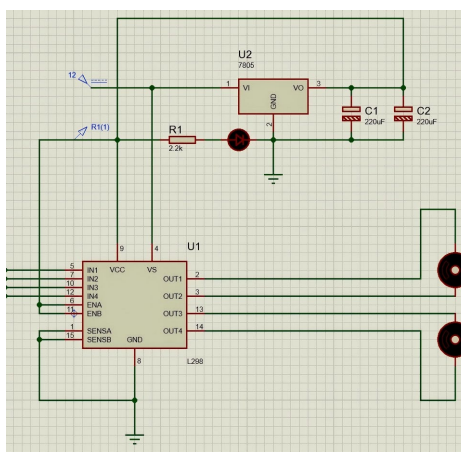 U2
7805
12
1
VI
VO
3
GND
2
C1
220uF
C2
220uF
R1(1)
R1
2.2k
9
4
U1
5
IN1
VCC
VS
7
IN2
OUT1
2
10
IN3
12
IN4
OUT2
3
6
ENA
11
ENB
OUT3
13
1
SENSA
OUT4
14
15
SENSB
GND
8
L298